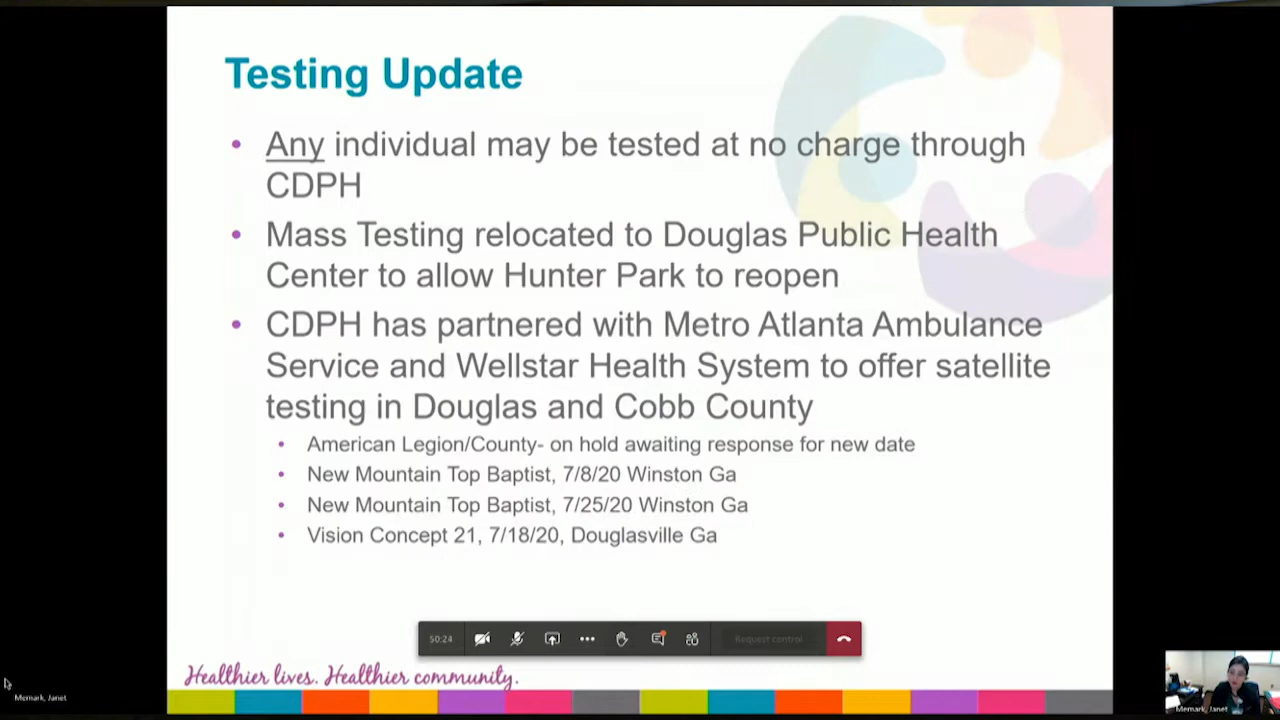 Testing Update
• Any individual may be tested at no charge through
CDPH
• Mass Testing relocated to Douglas Public Health
Center to allow Hunter Park to reopen
• CDPH has partnered with Metro Atlanta Ambulance
Service and Wellstar Health System to offer satellite
testing in Douglas and Cobb County
• American Legion/County- on hold awaiting response for new date
• New Mountain Top Baptist, 7/8/20 Winston Ga
• New Mountain Top Baptist, 7/25/20 Winston Ga
• Vision Concept 21, 7/18/20, Douglasville Ga
50:24
Request control
Healthier lives. Healthier community.
Memark, Janet
Memark, Janet